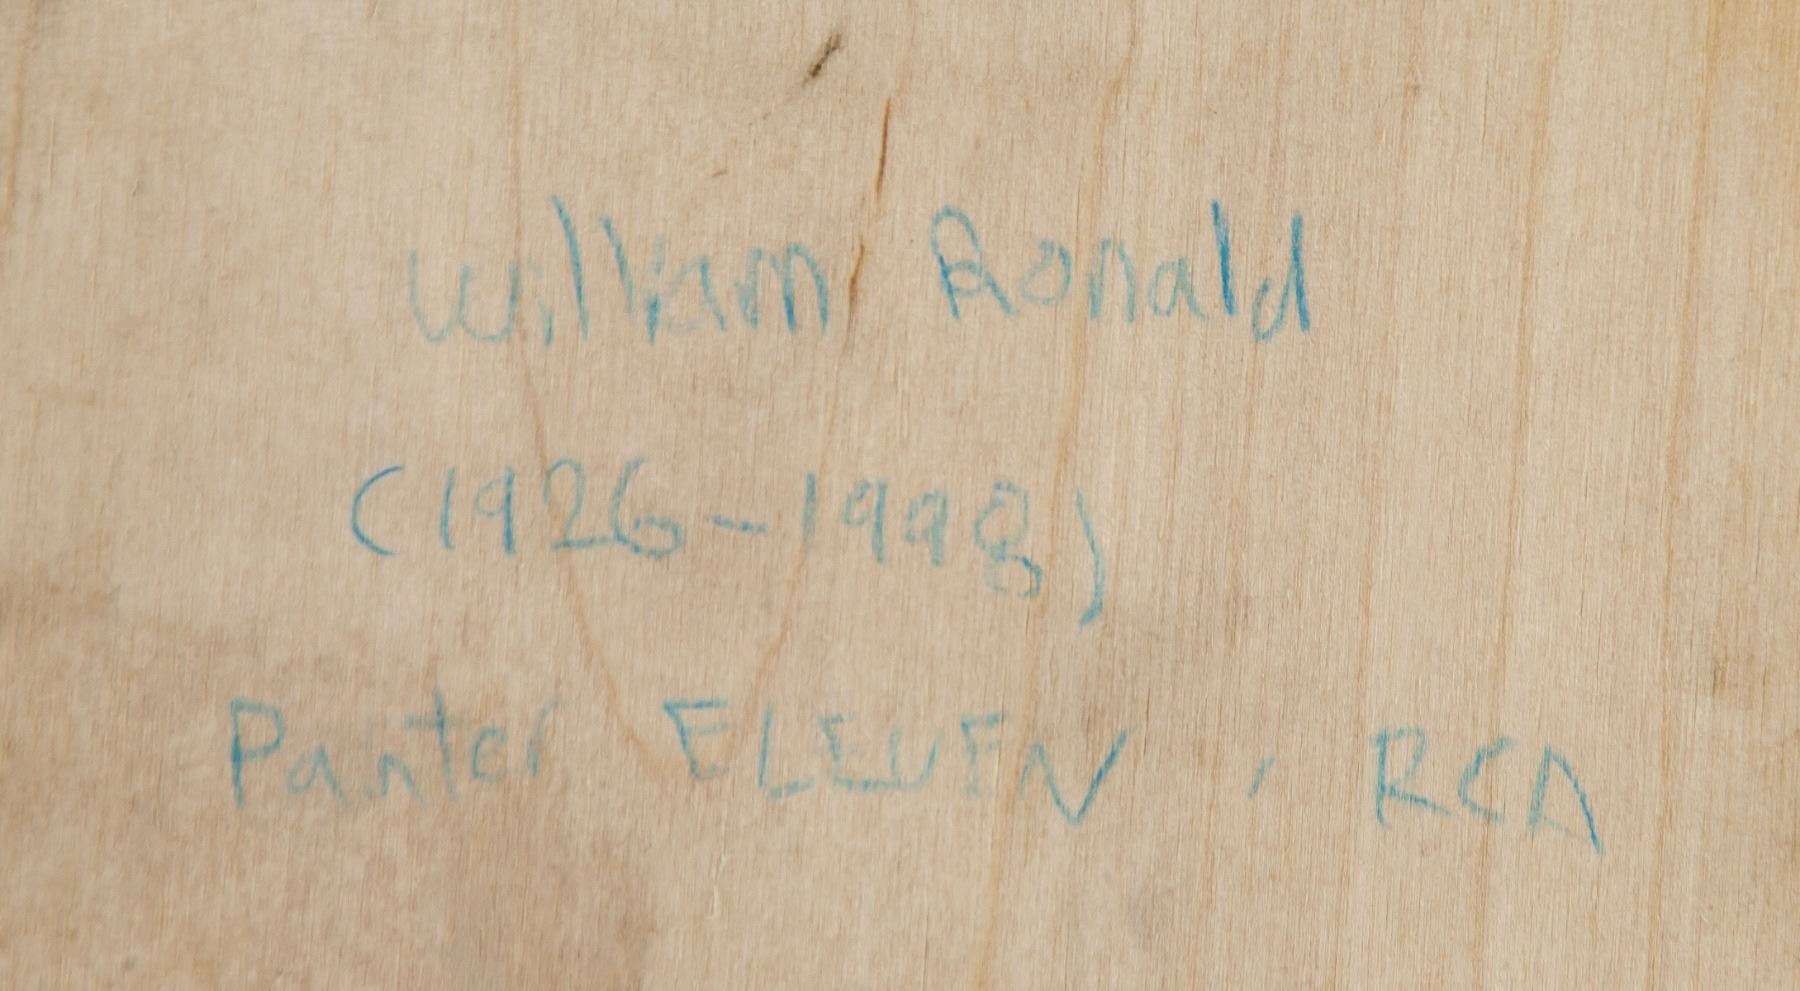 William Ronald
(1926-1998)
Painter ELEVEN, RCA